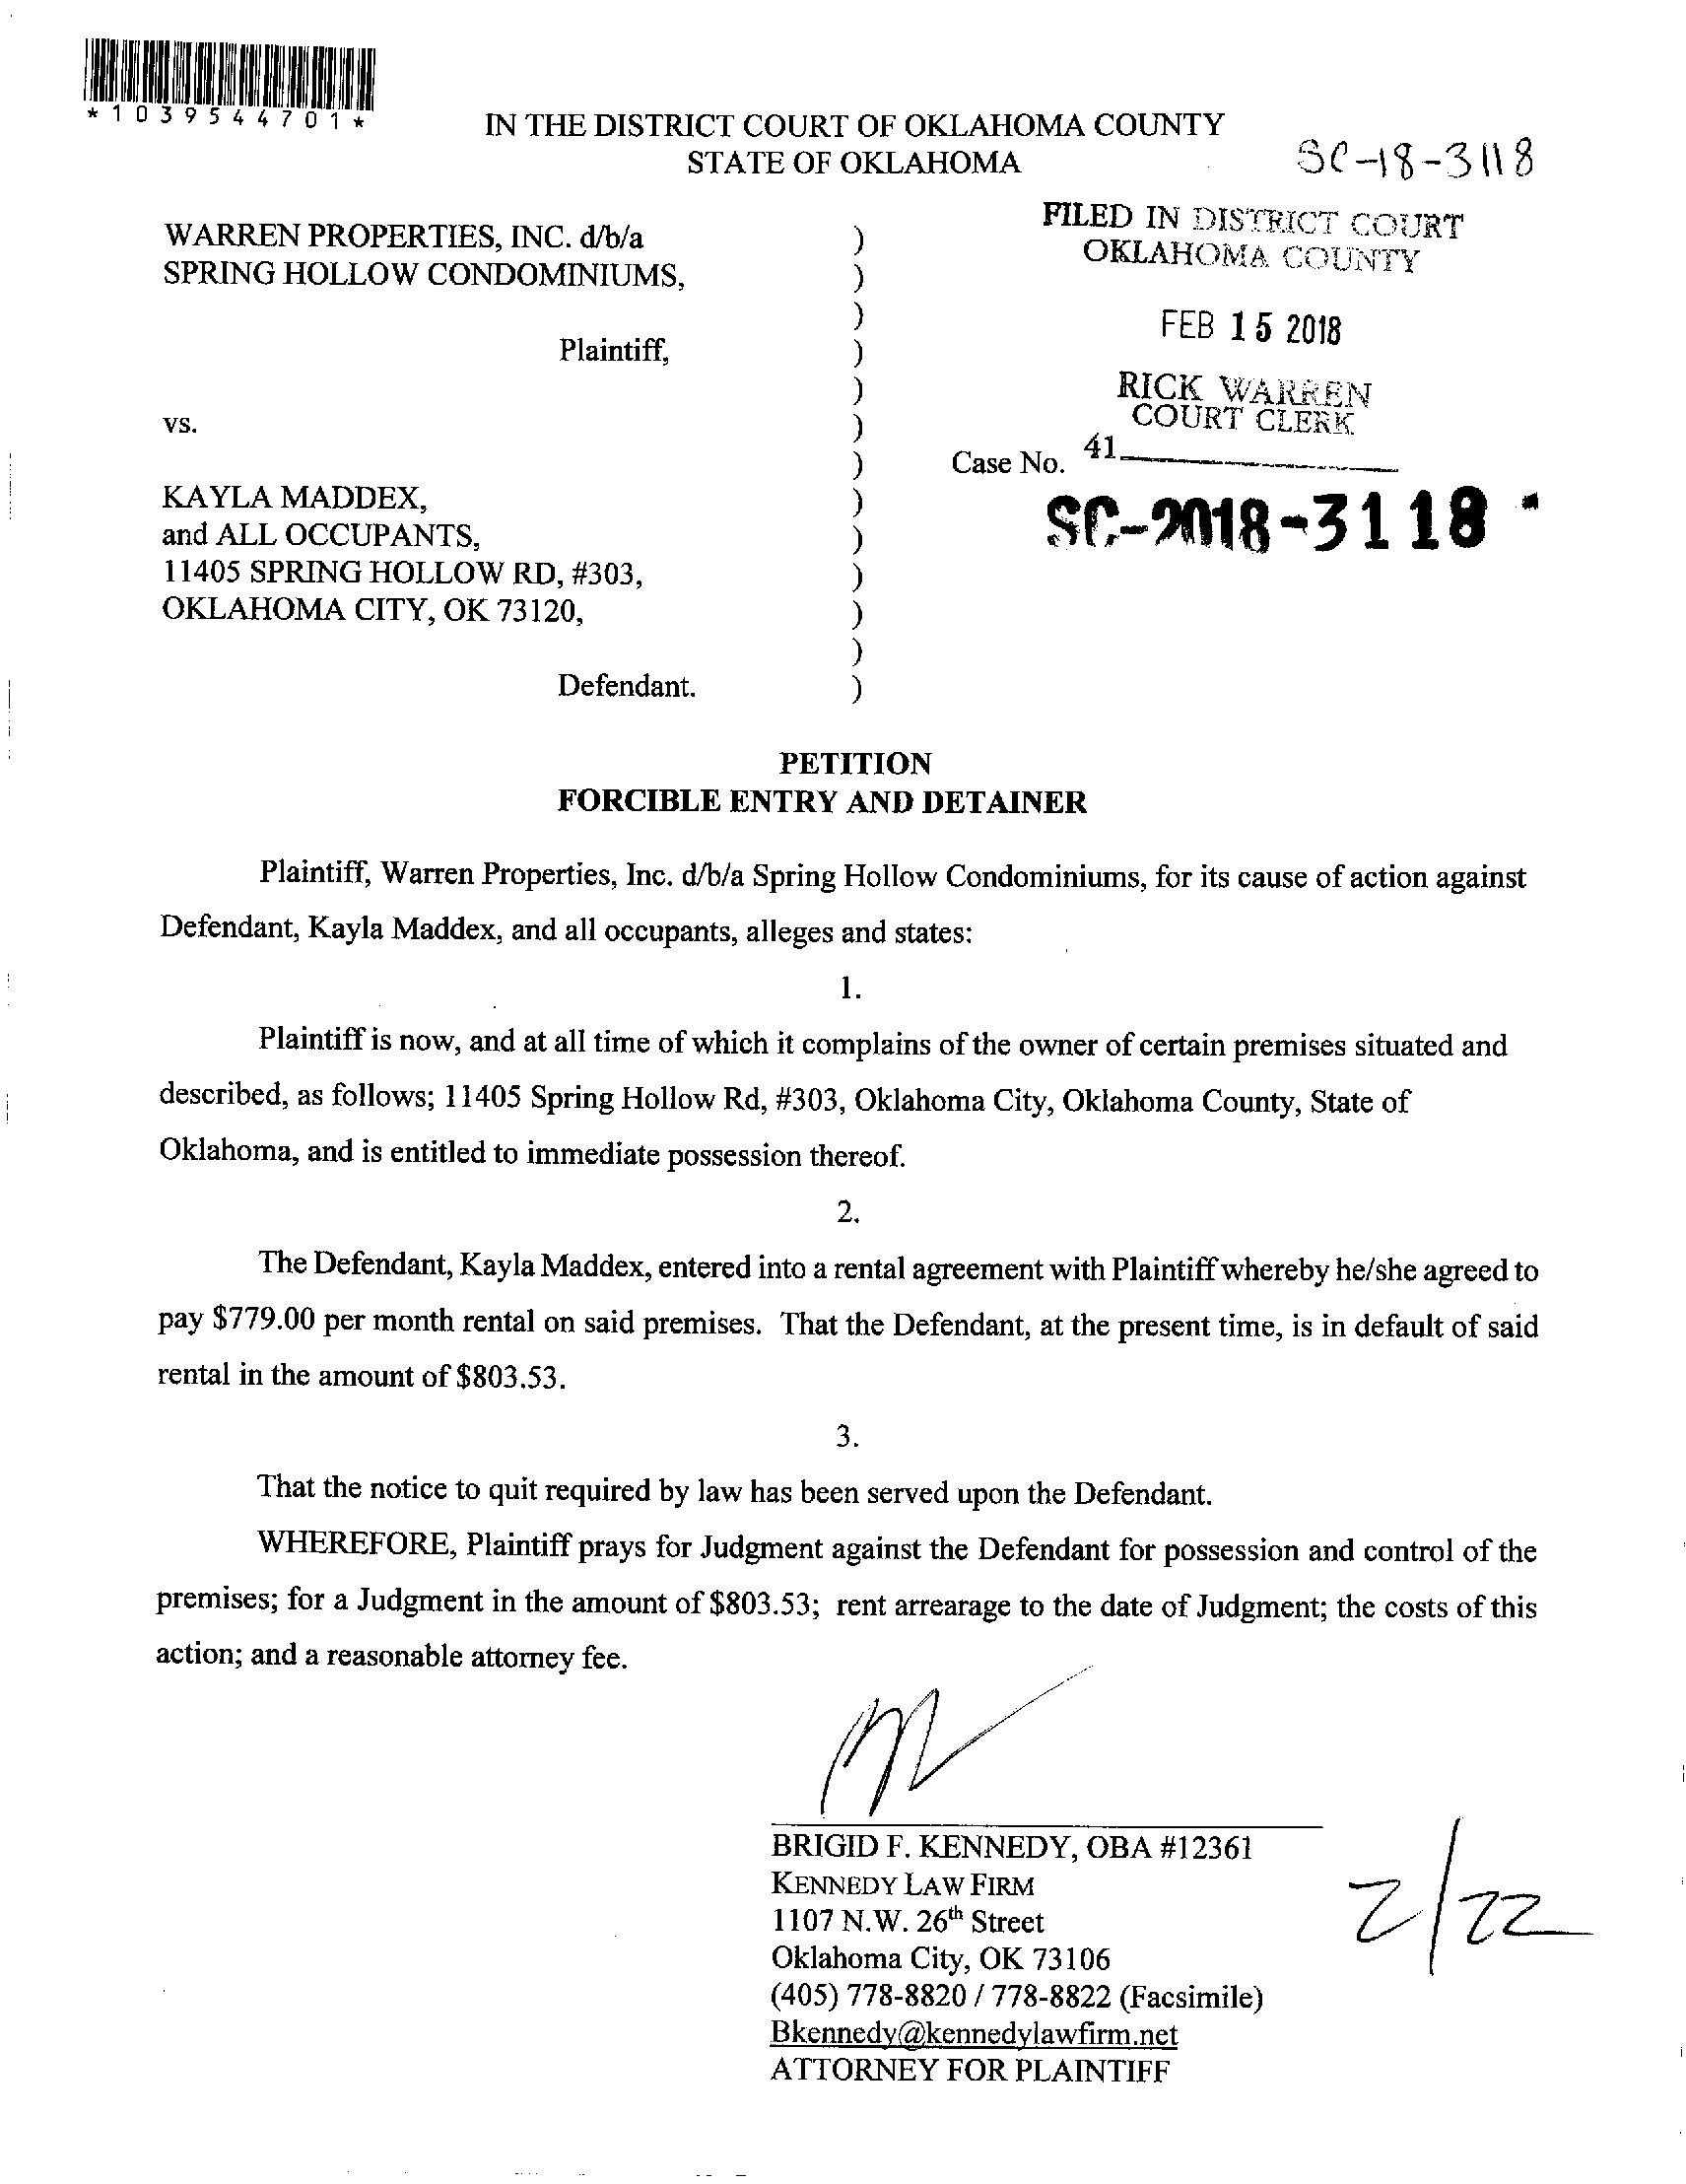 *1039544701*
IN THE DISTRICT COURT OF OKLAHOMA COUNTY
STATE OF OKLAHOMA
SC-18-3118
FILED IN DISTRICT COURT
OKLAHOMA COUNTY
FEB 15 2018
RICK WARREN
COURT CLERK
41
WARREN PROPERTIES, INC. d/b/a )
SPRING HOLLOW CONDOMINIUMS, )
)
Plaintiff, )
)
vs. )
) Case No.
KAYLA MADDEX, )
SC-2018-3118
and ALL OCCUPANTS, )
11405 SPRING HOLLOW RD, #303, )
OKLAHOMA CITY, OK 73120, )
)
Defendant. )
PETITION
FORCIBLE ENTRY AND DETAINER
Plaintiff, Warren Properties, Inc. d/b/a Spring Hollow Condominiums, for its cause of action against
Defendant, Kayla Maddex, and all occupants, alleges and states:
1.
Plaintiff is now, and at all time of which it complains of the owner of certain premises situated and
described, as follows; 11405 Spring Hollow Rd, #303, Oklahoma City, Oklahoma County, State of
Oklahoma, and is entitled to immediate possession thereof.
2.
The Defendant, Kayla Maddex, entered into a rental agreement with Plaintiff whereby he/she agreed to
pay $779.00 per month rental on said premises. That the Defendant, at the present time, is in default of said
rental in the amount of $803.53.
3.
That the notice to quit required by law has been served upon the Defendant.
WHEREFORE, Plaintiff prays for Judgment against the Defendant for possession and control of the
premises; for a Judgment in the amount of $803.53; rent arrearage to the date of Judgment; the costs of this
action; and a reasonable attorney fee.
BRIGID F. KENNEDY, OBA #12361
KENNEDY LAW FIRM
1107 N.W. 26th Street
Oklahoma City, OK 73106
(405) 778-8820 / 778-8822 (Facsimile)
Bkennedy@kennedylawfirm.net
ATTORNEY FOR PLAINTIFF
2/22